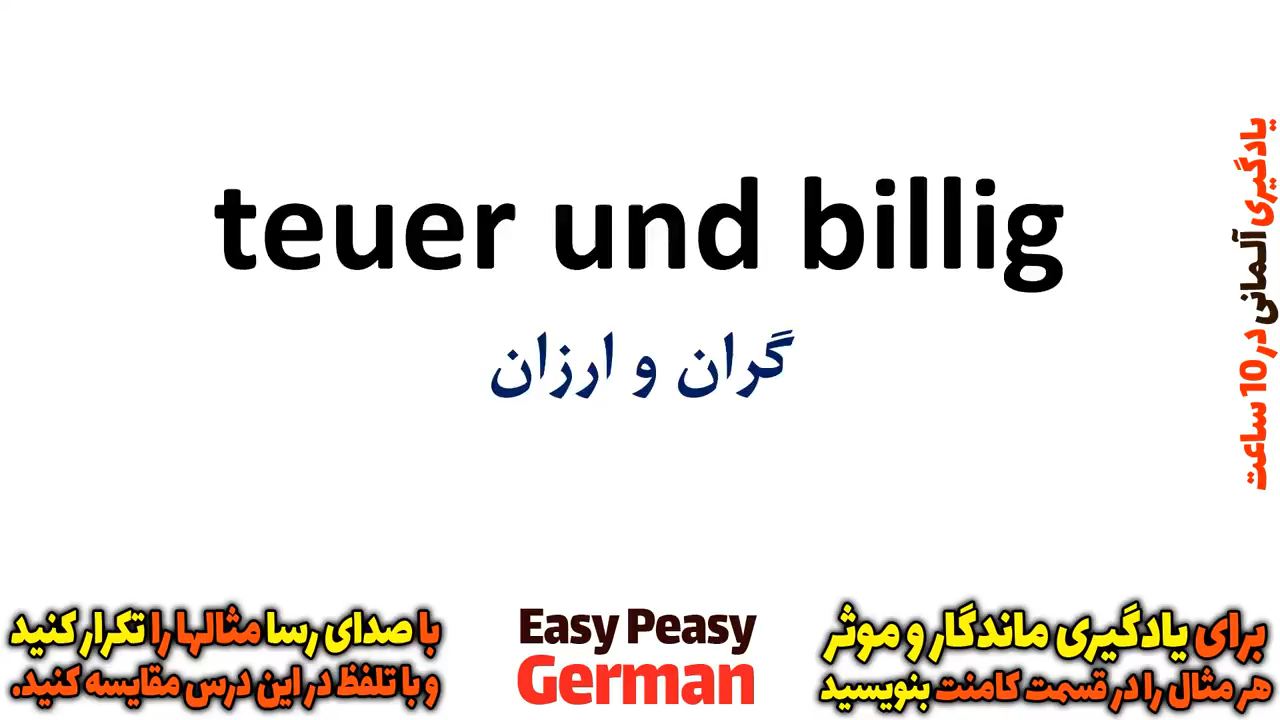 teuer und billig
گران و ارزان
یادگیری آلمانی در 10 ساعت
با صدای رسا مثالها را تکرار کنید
و با تلفظ در این درس مقایسه کنید.
Easy Peasy
German
برای یادگیری ماندگار و موثر
هر مثال را در قسمت کامنت بنویسید